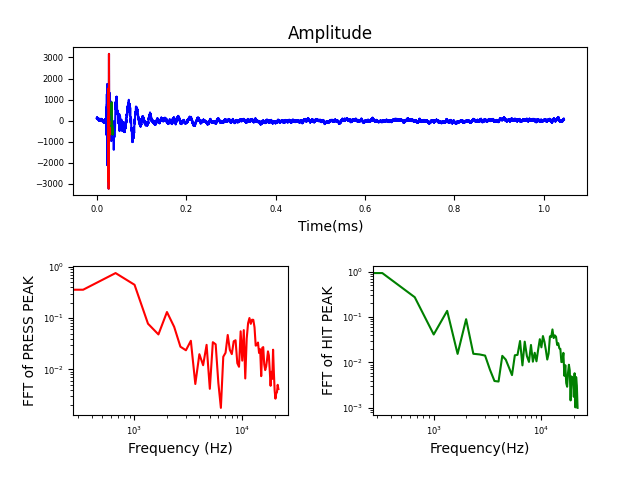 Amplitude
3000
2000
1000
0
−1000
−2000
−3000
0.0 0.2 0.4 0.6 0.8 1.0
Time(ms)
FFT of PRESS PEAK
10⁰
10⁻¹
10⁻²
10³ 10⁴
Frequency (Hz)
FFT of HIT PEAK
10⁰
10⁻¹
10⁻²
10⁻³
10³ 10⁴
Frequency(Hz)